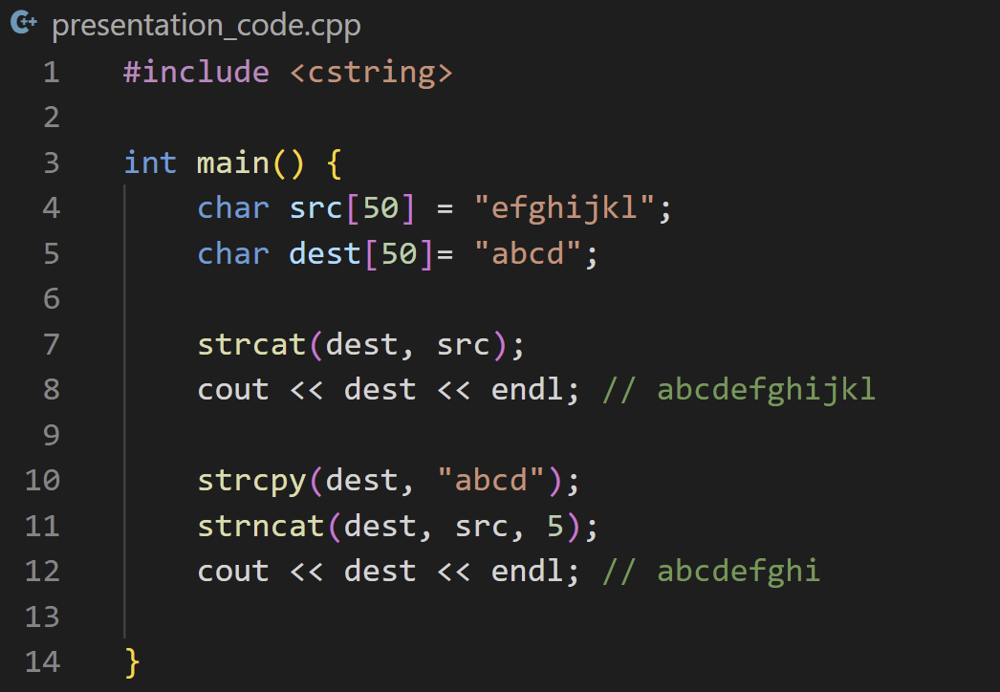 presentation_code.cpp
1 #include <cstring>
2
3 int main() {
4 char src[50] = "efghijkl";
5 char dest[50]= "abcd";
6
7 strcat(dest, src);
8 cout << dest << endl; // abcdefghijkl
9
10 strcpy(dest, "abcd");
11 strncat(dest, src, 5);
12 cout << dest << endl; // abcdefghi
13
14 }